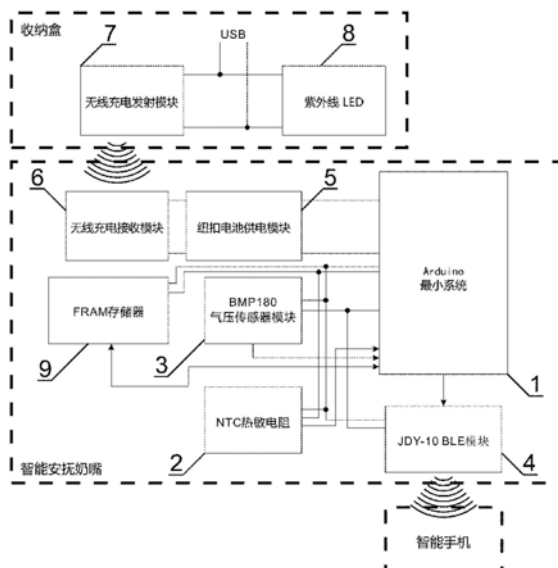 收纳盒
7
USB
8
无线充电发射模块
紫外线 LED
6
5
无线充电接收模块
纽扣电池供电模块
Arduino
最小系统
FRAM存储器
BMP180
气压传感器模块
9
3
1
NTC热敏电阻
JDY-10 BLE模块
2
4
智能安抚奶嘴
智能手机